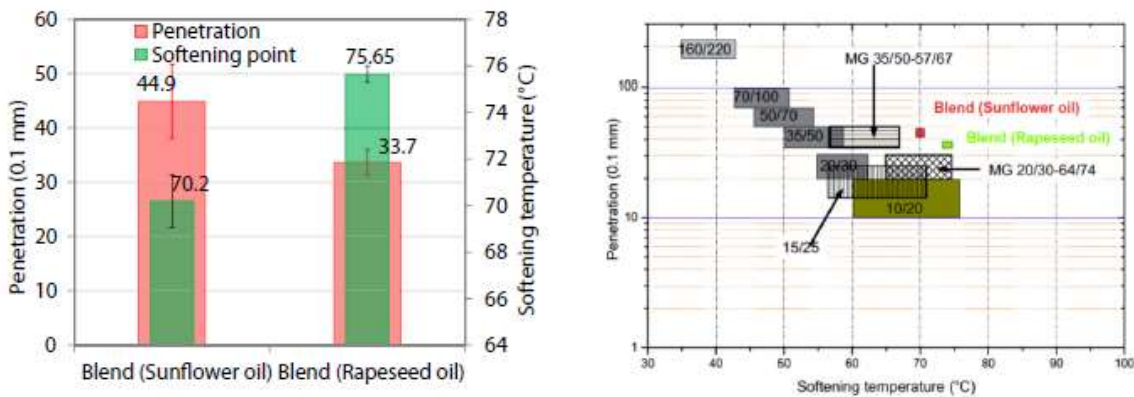 60
50
40
30
20
10
0
Penetration (0.1 mm)
Penetration
Softening point
44.9
70.2
75.65
33.7
78
76
74
72
70
68
66
64
Softening temperature (°C)
Blend (Sunflower oil) Blend (Rapeseed oil)
100
10
1
Penetration (0.1 mm)
160/220
70/100
50/70
35/50
20/30
15/25
10/20
MG 35/50-57/67
Blend (Sunflower oil)
Blend (Rapeseed oil)
MG 20/30-64/74
30 40 50 60 70 80 90 100
Softening temperature (°C)